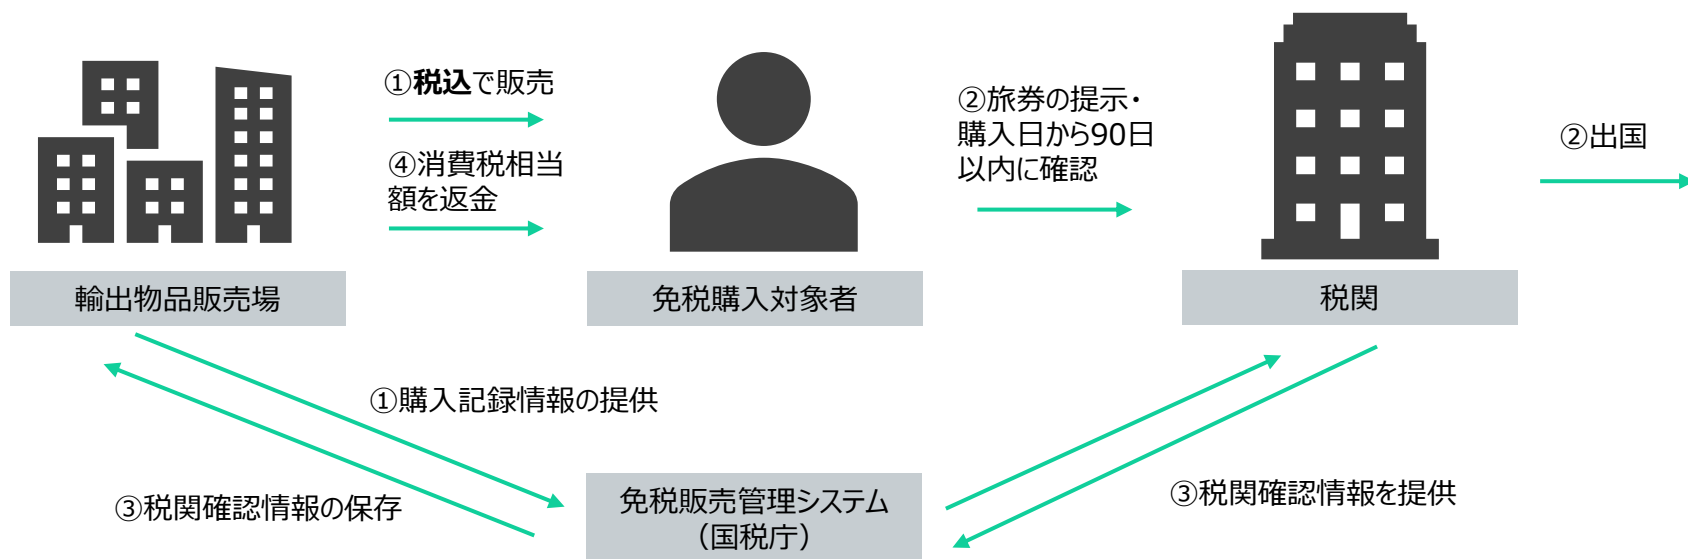 ①税込で販売
④消費税相当
額を返金
②旅券の提示・
購入日から90日
以内に確認
②出国
輸出物品販売場
免税購入対象者
税関
①購入記録情報の提供
③税関確認情報の保存
免税販売管理システム
（国税庁）
③税関確認情報を提供